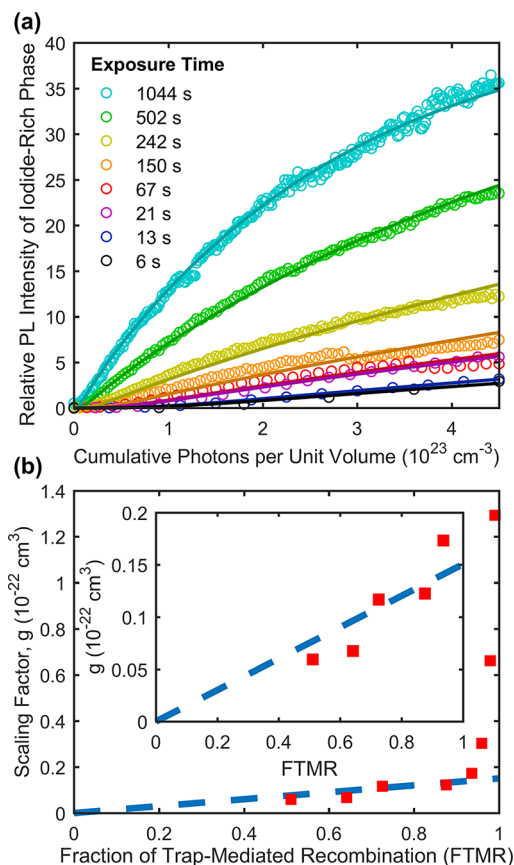 (a)
Relative PL Intensity of Iodide-Rich Phase
40
35
30
25
20
15
10
5
0
Exposure Time
1044 s
502 s
242 s
150 s
67 s
21 s
13 s
6 s
0 1 2 3 4
Cumulative Photons per Unit Volume (10²³ cm⁻³)
(b)
Scaling Factor, g (10⁻²² cm³)
1.4
1.2
1
0.8
0.6
0.4
0.2
0
g (10⁻²² cm³)
0.2
0.15
0.1
0.05
0
0 0.2 0.4 0.6 0.8 1
FTMR
0 0.2 0.4 0.6 0.8 1
Fraction of Trap-Mediated Recombination (FTMR)